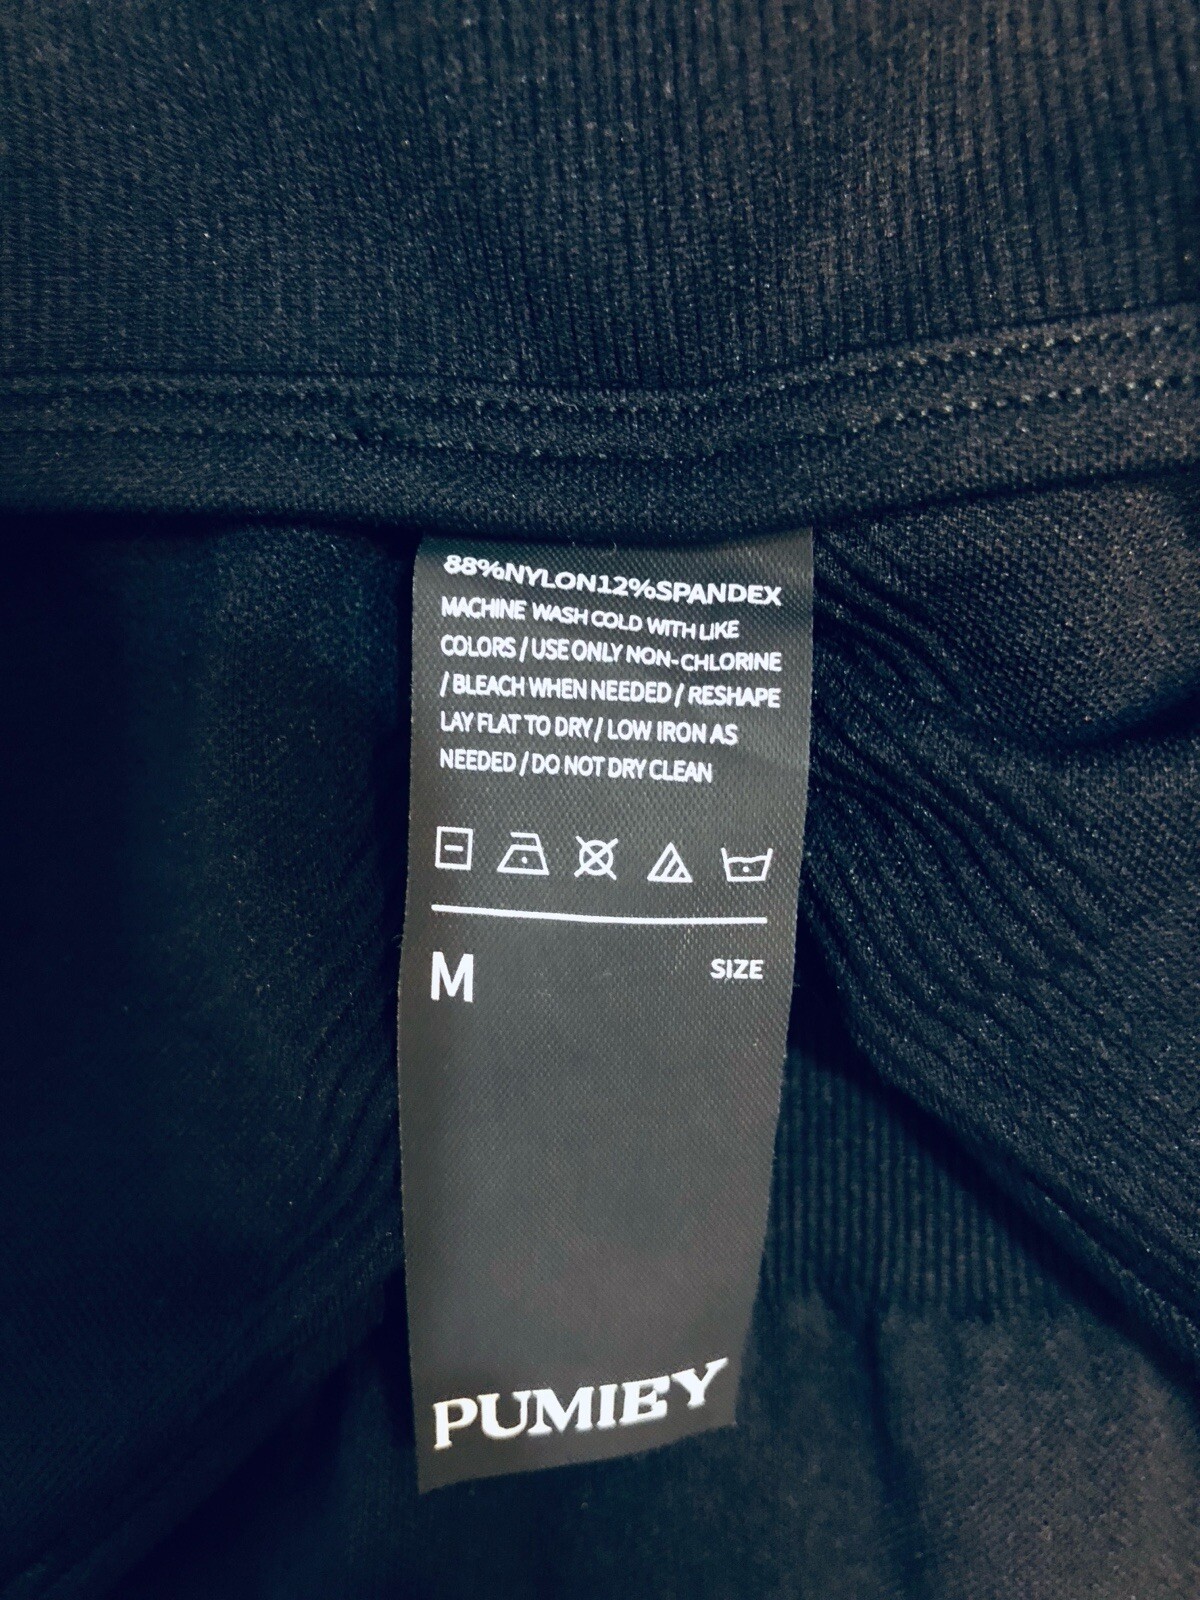 88%NYLON12%SPANDEX
MACHINE WASH COLD WITH LIKE
COLORS / USE ONLY NON-CHLORINE
/ BLEACH WHEN NEEDED / RESHAPE
LAY FLAT TO DRY / LOW IRON AS
NEEDED / DO NOT DRY CLEAN
M SIZE
PUMIEY